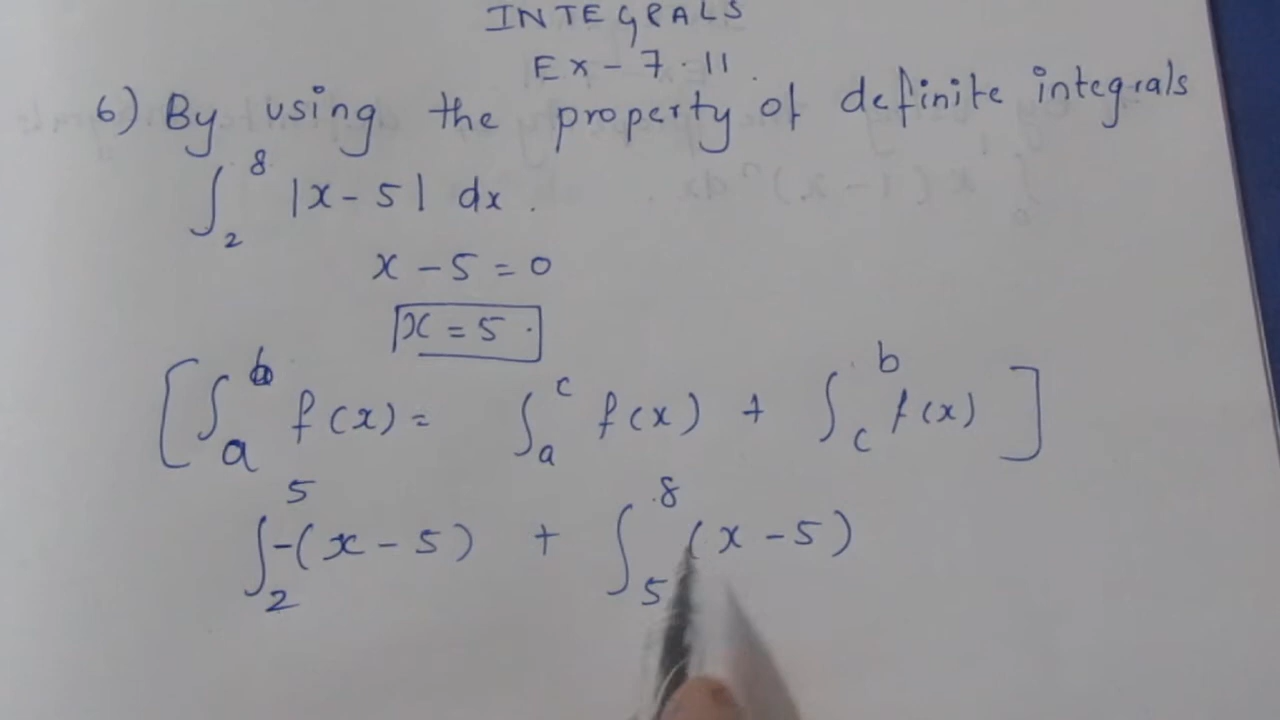 INTEGRALS
Ex-7.11.
6) By using the property of definite integrals
∫₂⁸ |x-5| dx.
x-5=0
x=5.
[∫ₐᵇ f(x)= ∫ₐᶜ f(x) + ∫꜀ᵇ f(x)]
∫₂⁵ -(x-5) + ∫₅⁸ (x-5)